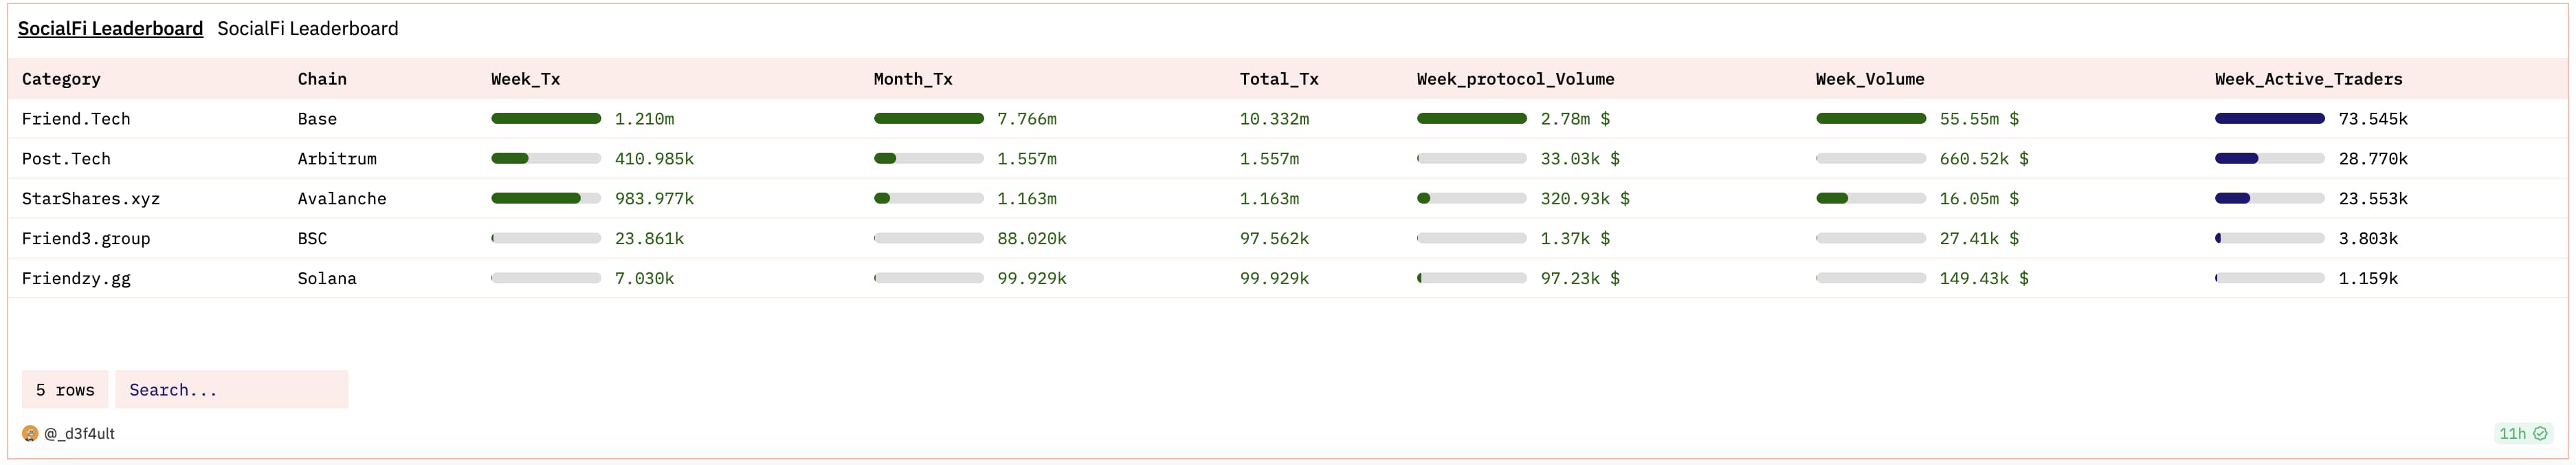 SocialFi Leaderboard SocialFi Leaderboard
Category Chain Week_Tx Month_Tx Total_Tx Week_protocol_Volume Week_Volume Week_Active_Traders
Friend.Tech Base 1.210m 7.766m 10.332m 2.78m $ 55.55m $ 73.545k
Post.Tech Arbitrum 410.985k 1.557m 1.557m 33.03k $ 660.52k $ 28.770k
StarShares.xyz Avalanche 983.977k 1.163m 1.163m 320.93k $ 16.05m $ 23.553k
Friend3.group BSC 23.861k 88.020k 97.562k 1.37k $ 27.41k $ 3.803k
Friendzy.gg Solana 7.030k 99.929k 99.929k 97.23k $ 149.43k $ 1.159k
5 rows Search...
@_d3f4ult 11h